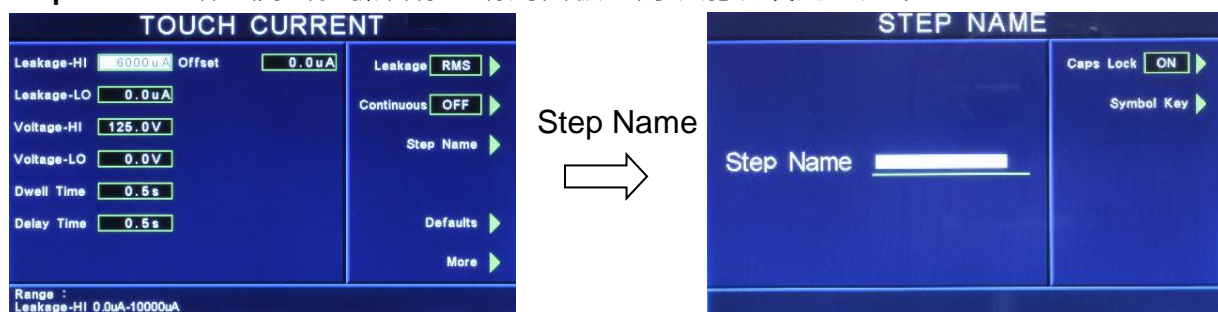 TOUCH CURRENT
Leakage-HI 6000uA Offset 0.0uA
Leakage-LO 0.0uA
Voltage-HI 125.0V
Voltage-LO 0.0V
Dwell Time 0.5s
Delay Time 0.5s
Leakage RMS
Continuous OFF
Step Name
Defaults
More
Range :
Leakage-HI 0.0uA-10000uA
Step Name
STEP NAME
Step Name
Caps Lock ON
Symbol Key